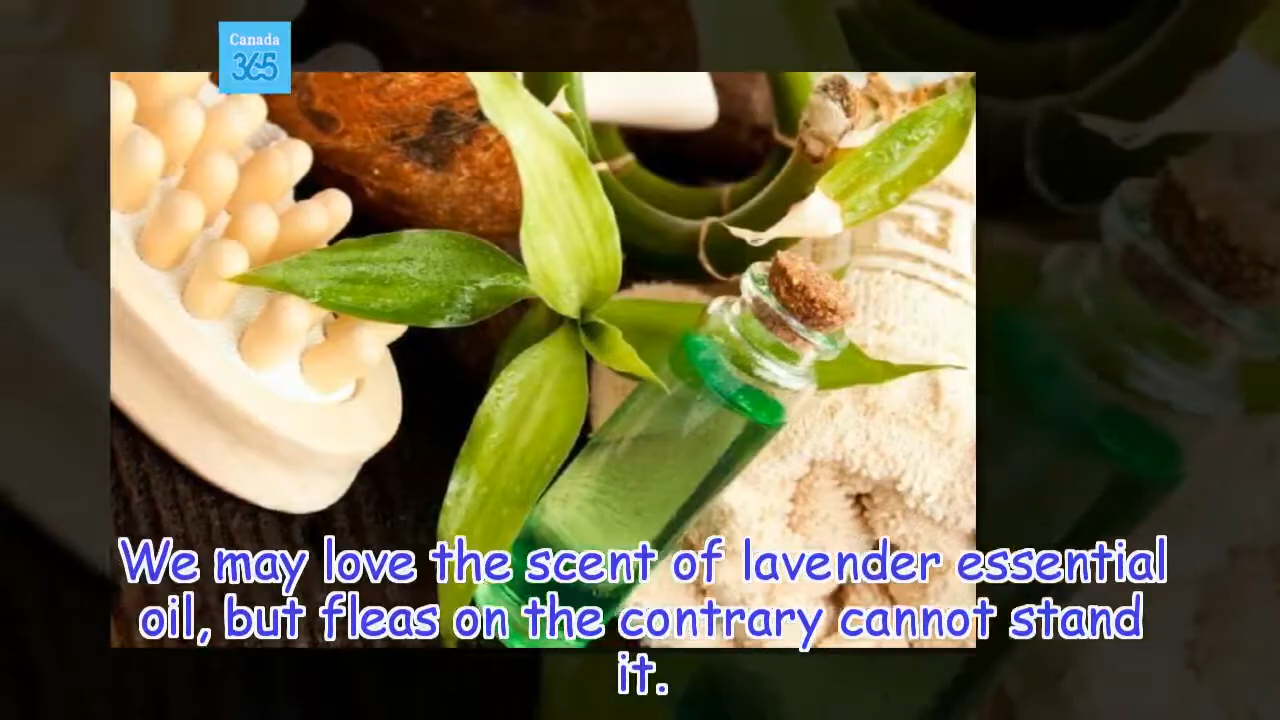 Canada
365
We may love the scent of lavender essential
oil, but fleas on the contrary cannot stand
it.